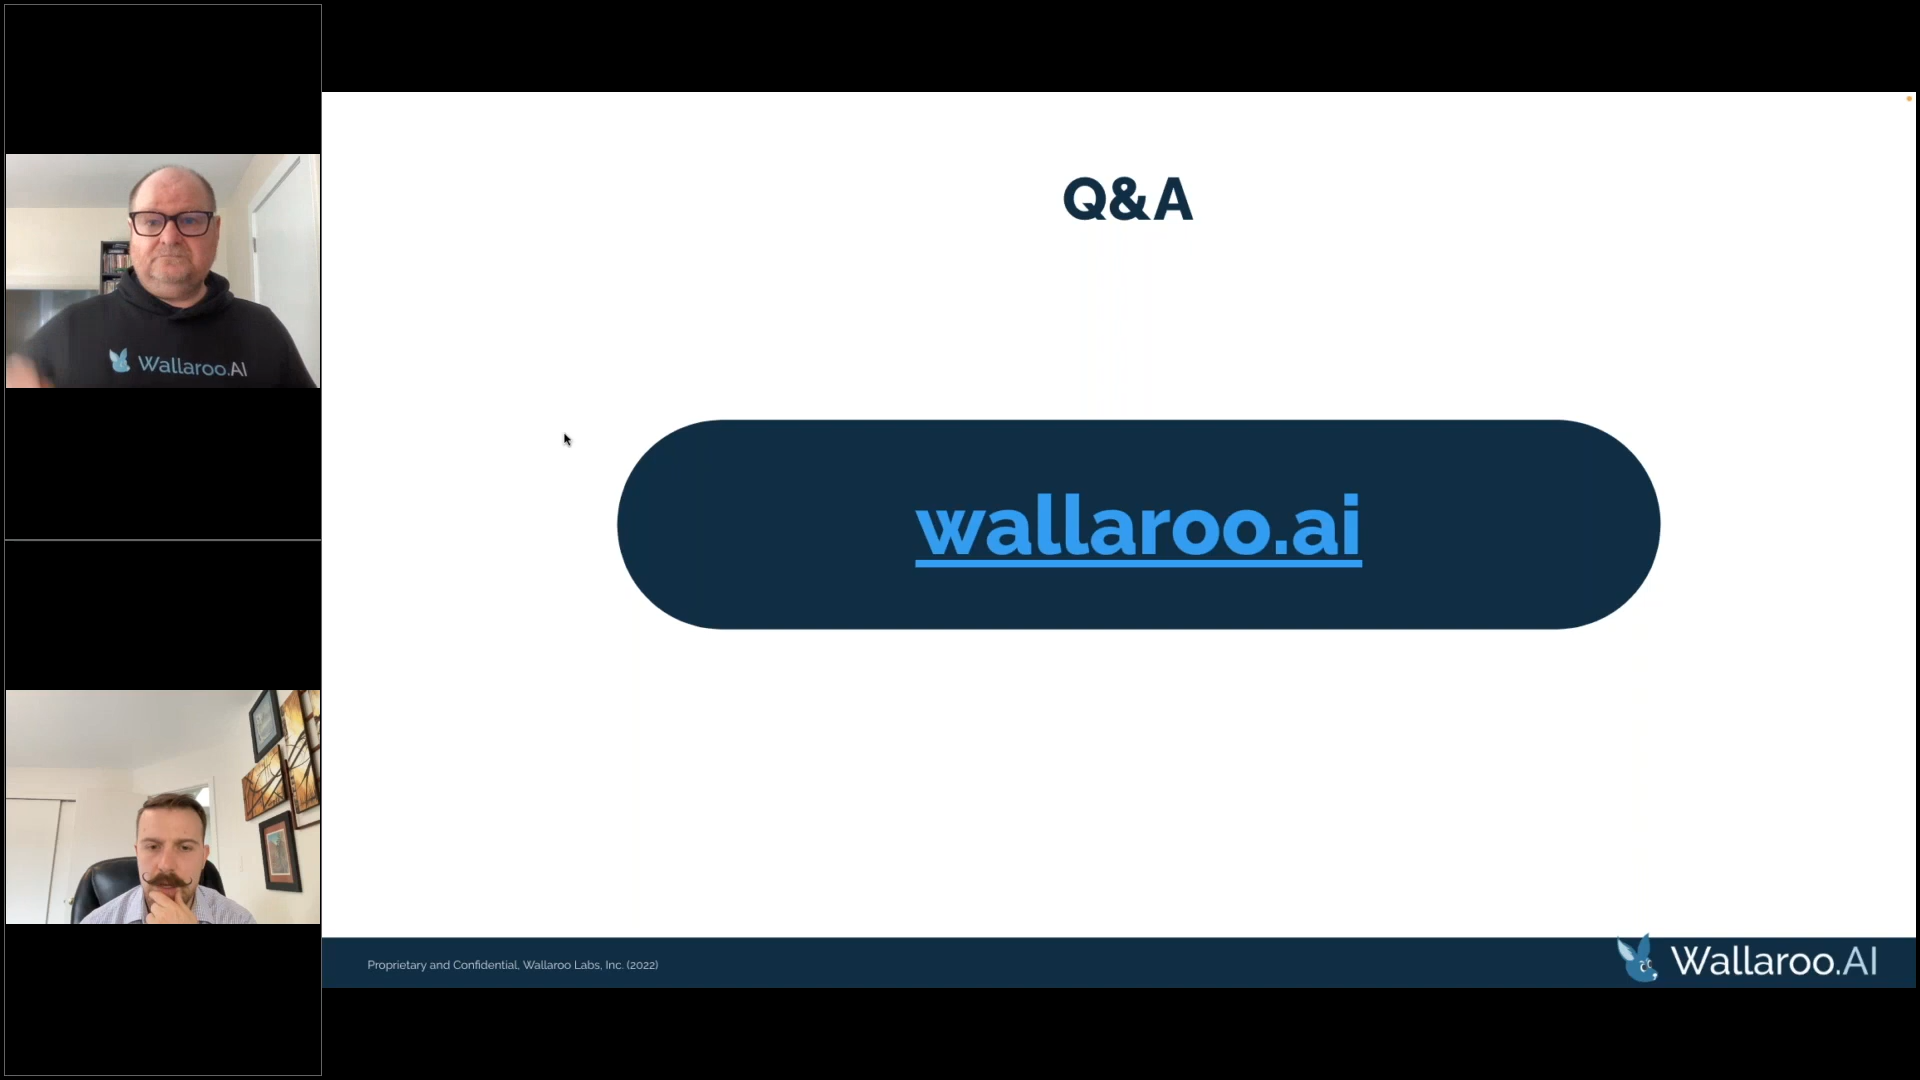 Wallaroo.AI
Q&A
wallaroo.ai
Proprietary and Confidential, Wallaroo Labs, Inc. (2022)
Wallaroo.AI